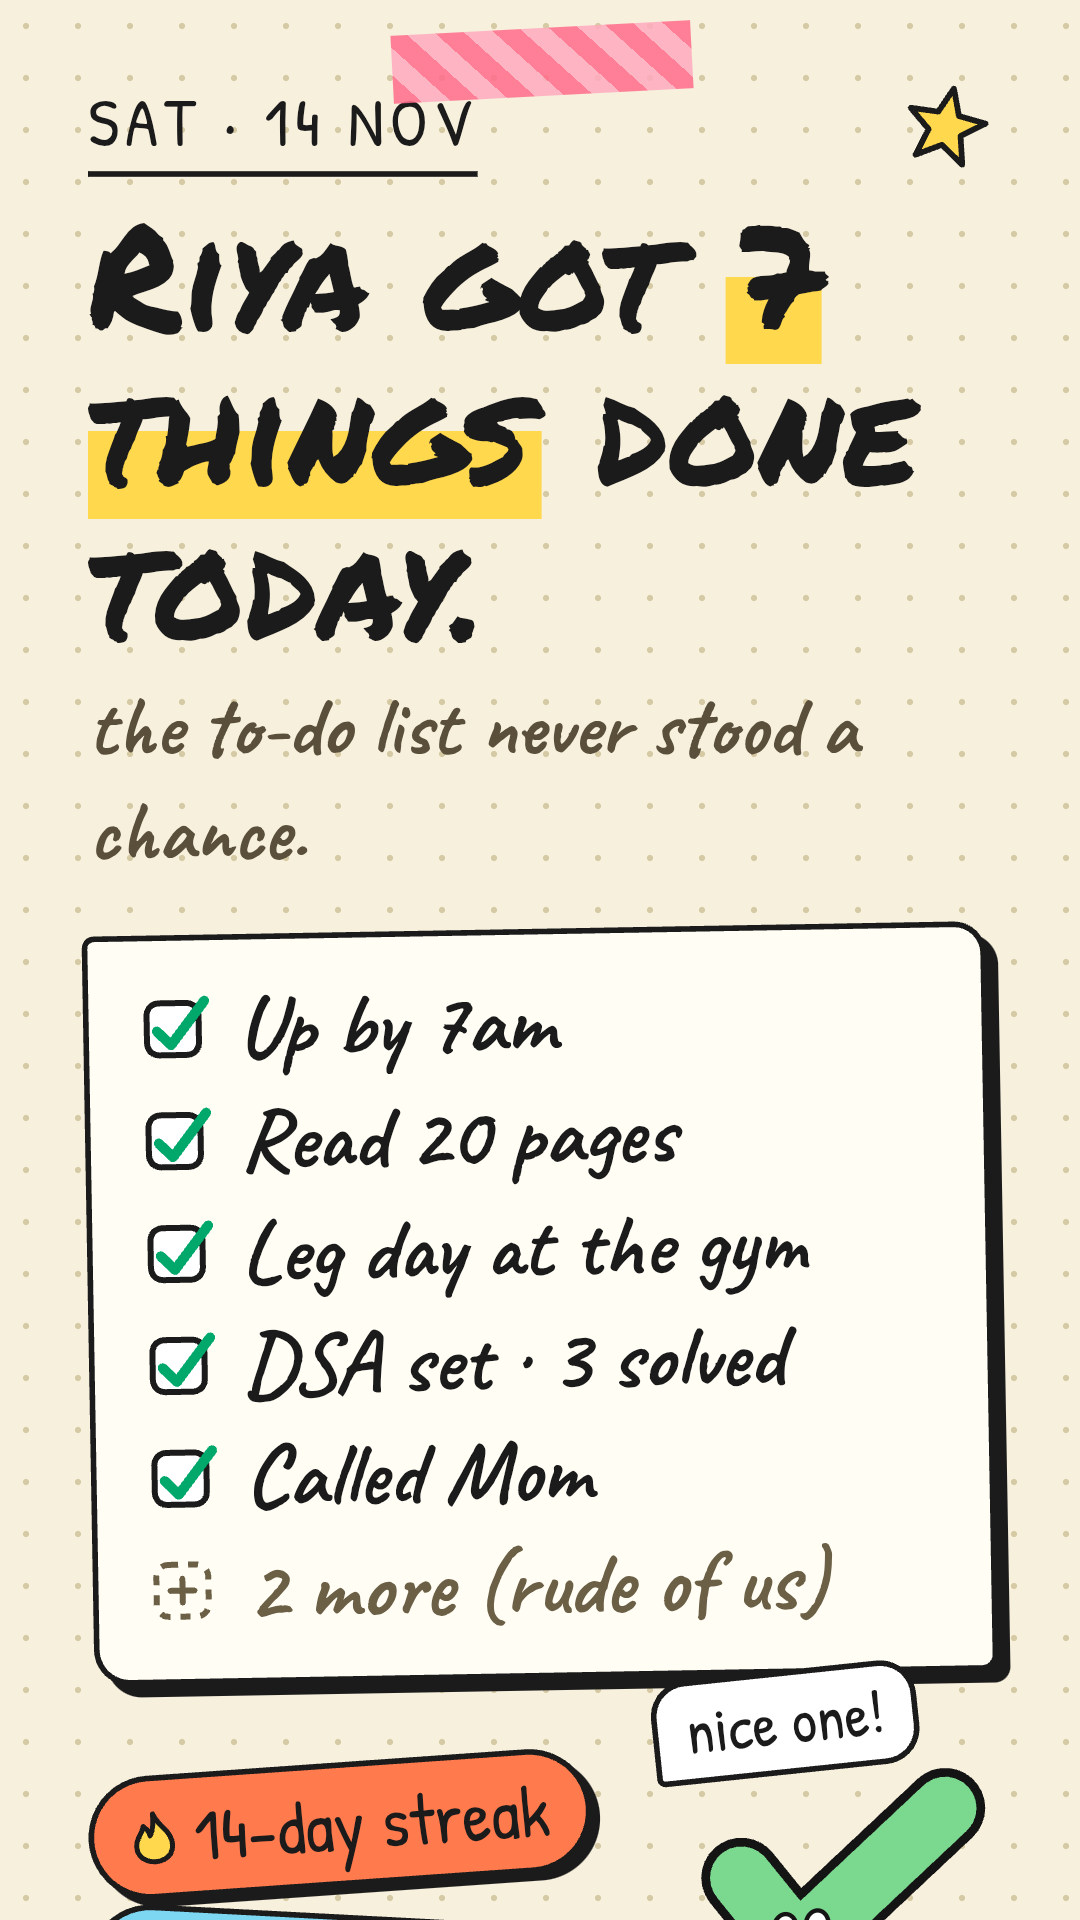 SAT · 14 NOV
RIYA GOT 7
THINGS DONE
TODAY.
the to-do list never stood a
chance.
Up by 7am
Read 20 pages
Leg day at the gym
DSA set · 3 solved
Called Mom
2 more (rude of us)
nice one!
14-day streak